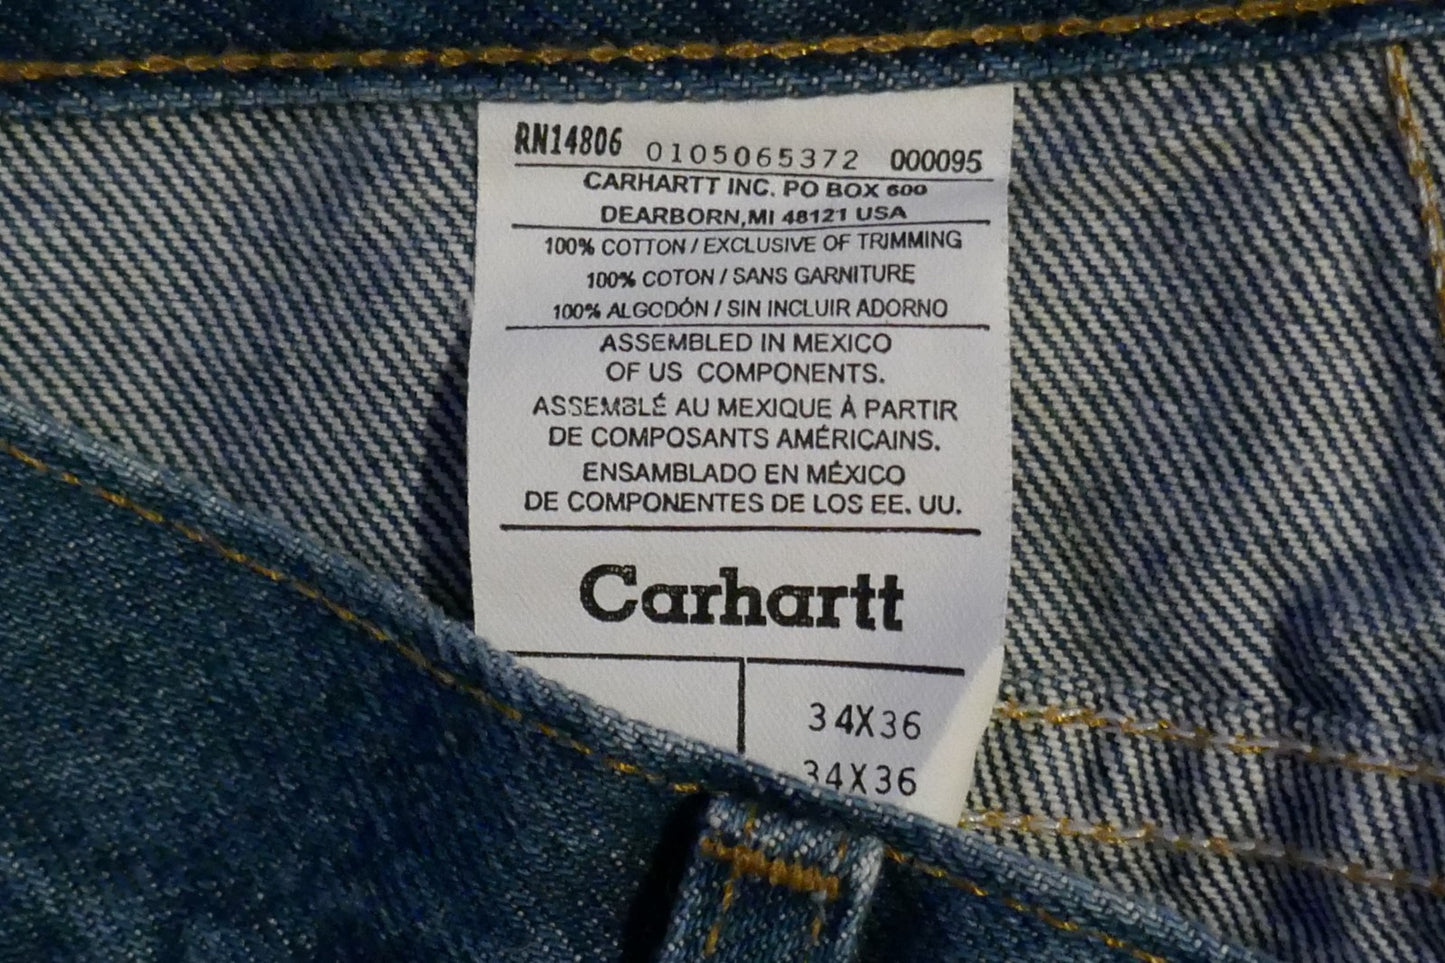 RN14806 0105065372 000095
CARHARTT INC. PO BOX 600
DEARBORN,MI 48121 USA
100% COTTON / EXCLUSIVE OF TRIMMING
100% COTON / SANS GARNITURE
100% ALGODÓN / SIN INCLUIR ADORNO
ASSEMBLED IN MEXICO
OF US COMPONENTS.
ASSEMBLÉ AU MEXIQUE À PARTIR
DE COMPOSANTS AMÉRICAINS.
ENSAMBLADO EN MÉXICO
DE COMPONENTES DE LOS EE. UU.
Carhartt
34X36
34X36